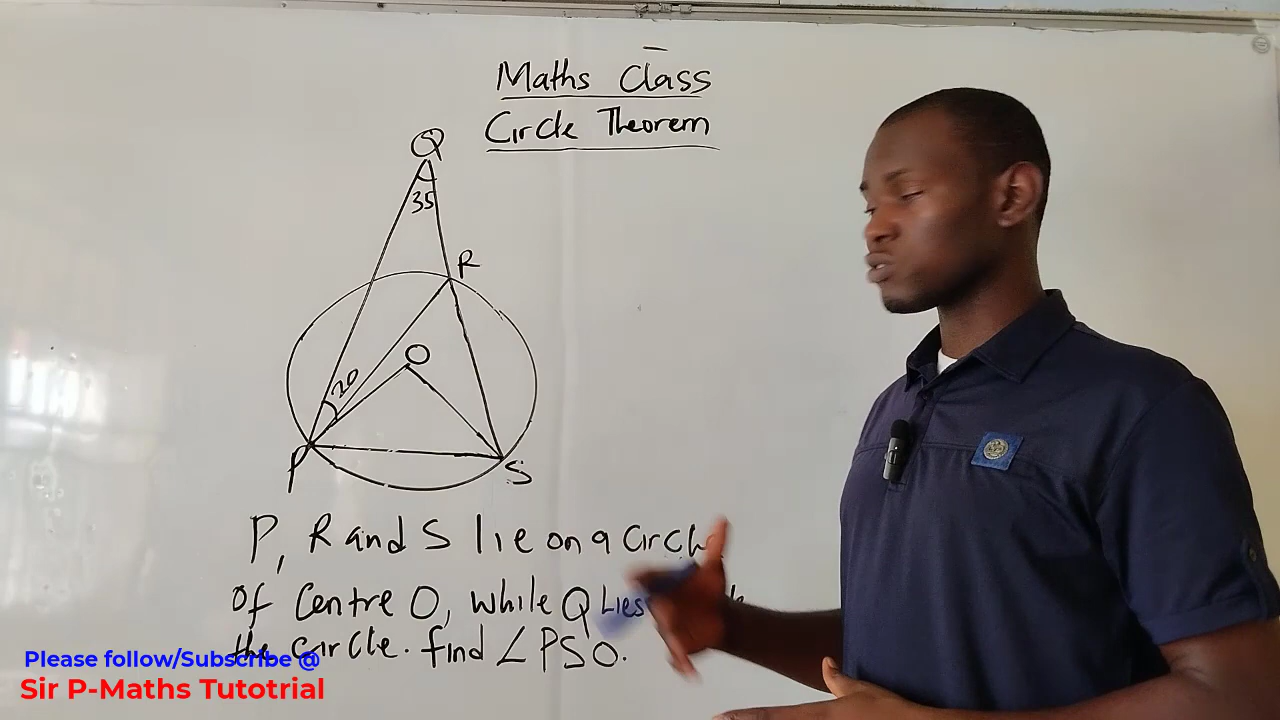 Maths Class
Circle Theorem
Q
35
R
O
20
P
S
P, R and S lie on a Circle
of Centre O, while Q Lies
the circle. find ∠PSO.
Please follow/Subscribe @
Sir P-Maths Tutotrial